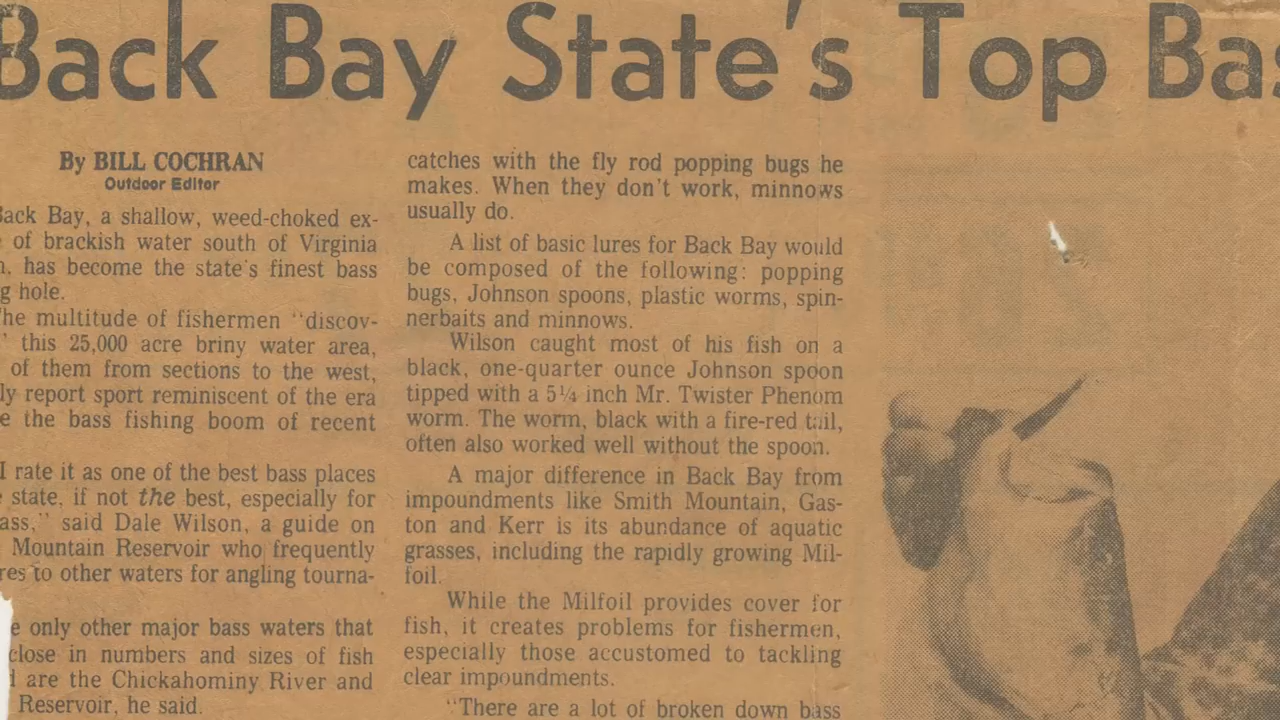 Back Bay State's Top Bas
By BILL COCHRAN
Outdoor Editor
Back Bay, a shallow, weed-choked ex-
of brackish water south of Virginia
has become the state's finest bass
g hole.
The multitude of fishermen "discov-
" this 25,000 acre briny water area,
of them from sections to the west,
ly report sport reminiscent of the era
e the bass fishing boom of recent
I rate it as one of the best bass places
state, if not the best, especially for
ass," said Dale Wilson, a guide on
Mountain Reservoir who frequently
res to other waters for angling tourna-
e only other major bass waters that
close in numbers and sizes of fish
are the Chickahominy River and
Reservoir, he said.
catches with the fly rod popping bugs he
makes. When they don't work, minnows
usually do.
A list of basic lures for Back Bay would
be composed of the following: popping
bugs, Johnson spoons, plastic worms, spin-
nerbaits and minnows.
Wilson caught most of his fish on a
black, one-quarter ounce Johnson spoon
tipped with a 5¼ inch Mr. Twister Phenom
worm. The worm, black with a fire-red tail,
often also worked well without the spoon.
A major difference in Back Bay from
impoundments like Smith Mountain, Gas-
ton and Kerr is its abundance of aquatic
grasses, including the rapidly growing Mil-
foil.
While the Milfoil provides cover for
fish, it creates problems for fishermen,
especially those accustomed to tackling
clear impoundments.
"There are a lot of broken down bass